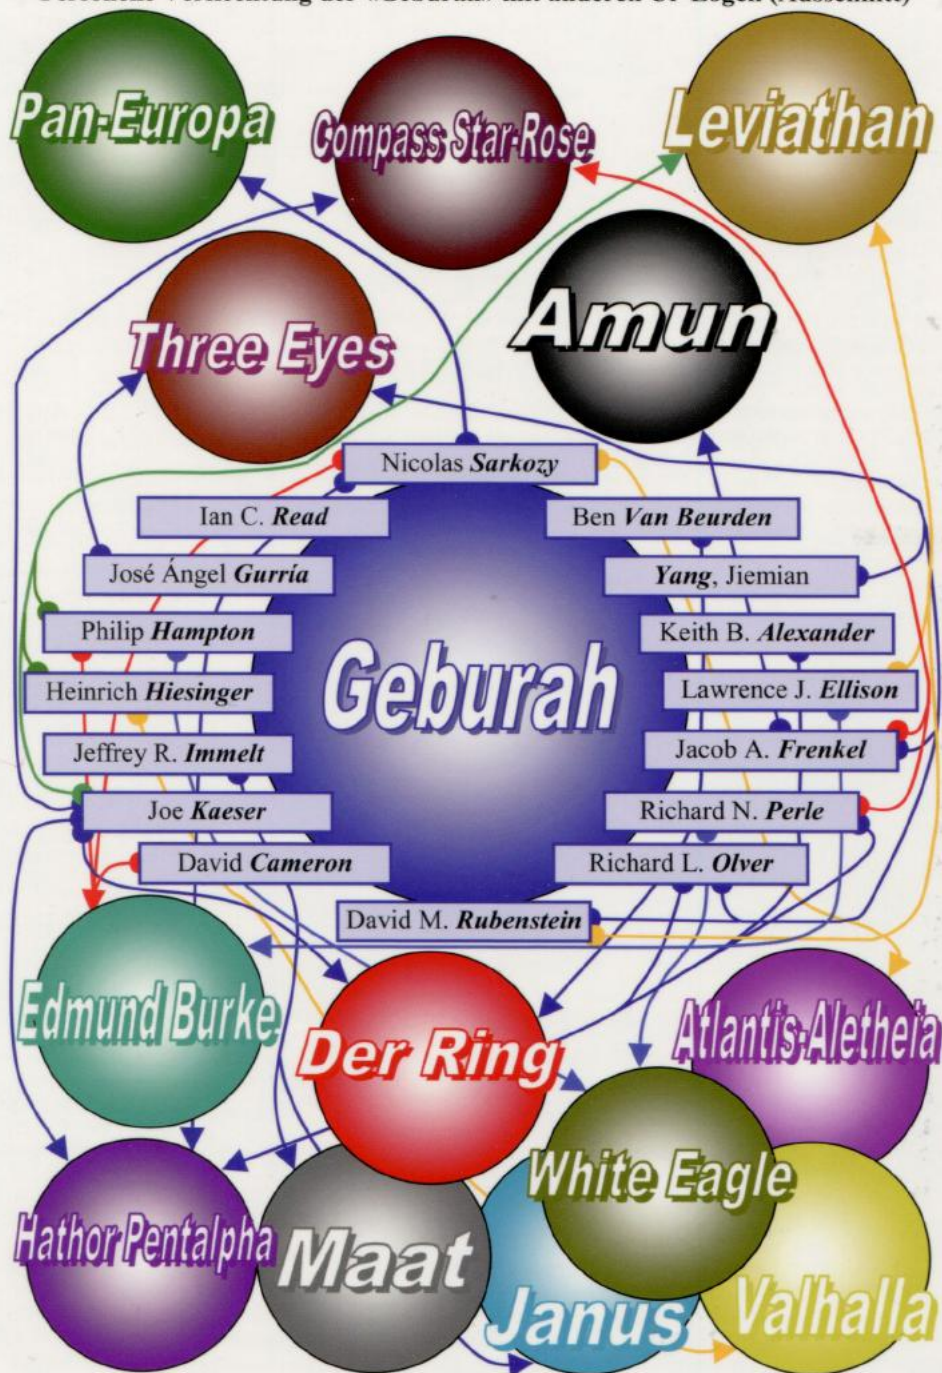 mit anderen
(Ausschnitt)
Pan-Europa
Compass Star-Rose
Leviathan
Three Eyes
Amun
Nicolas Sarkozy
Ian C. Read
Ben Van Beurden
José Ángel Gurría
Yang, Jiemian
Philip Hampton
Keith B. Alexander
Geburah
Heinrich Hiesinger
Lawrence J. Ellison
Jeffrey R. Immelt
Jacob A. Frenkel
Joe Kaeser
Richard N. Perle
David Cameron
Richard L. Olver
David M. Rubenstein
Edmund Burke
Der Ring
Atlantis-Aletheia
White Eagle
Hathor Pentalpha
Maat
Janus
Valhalla